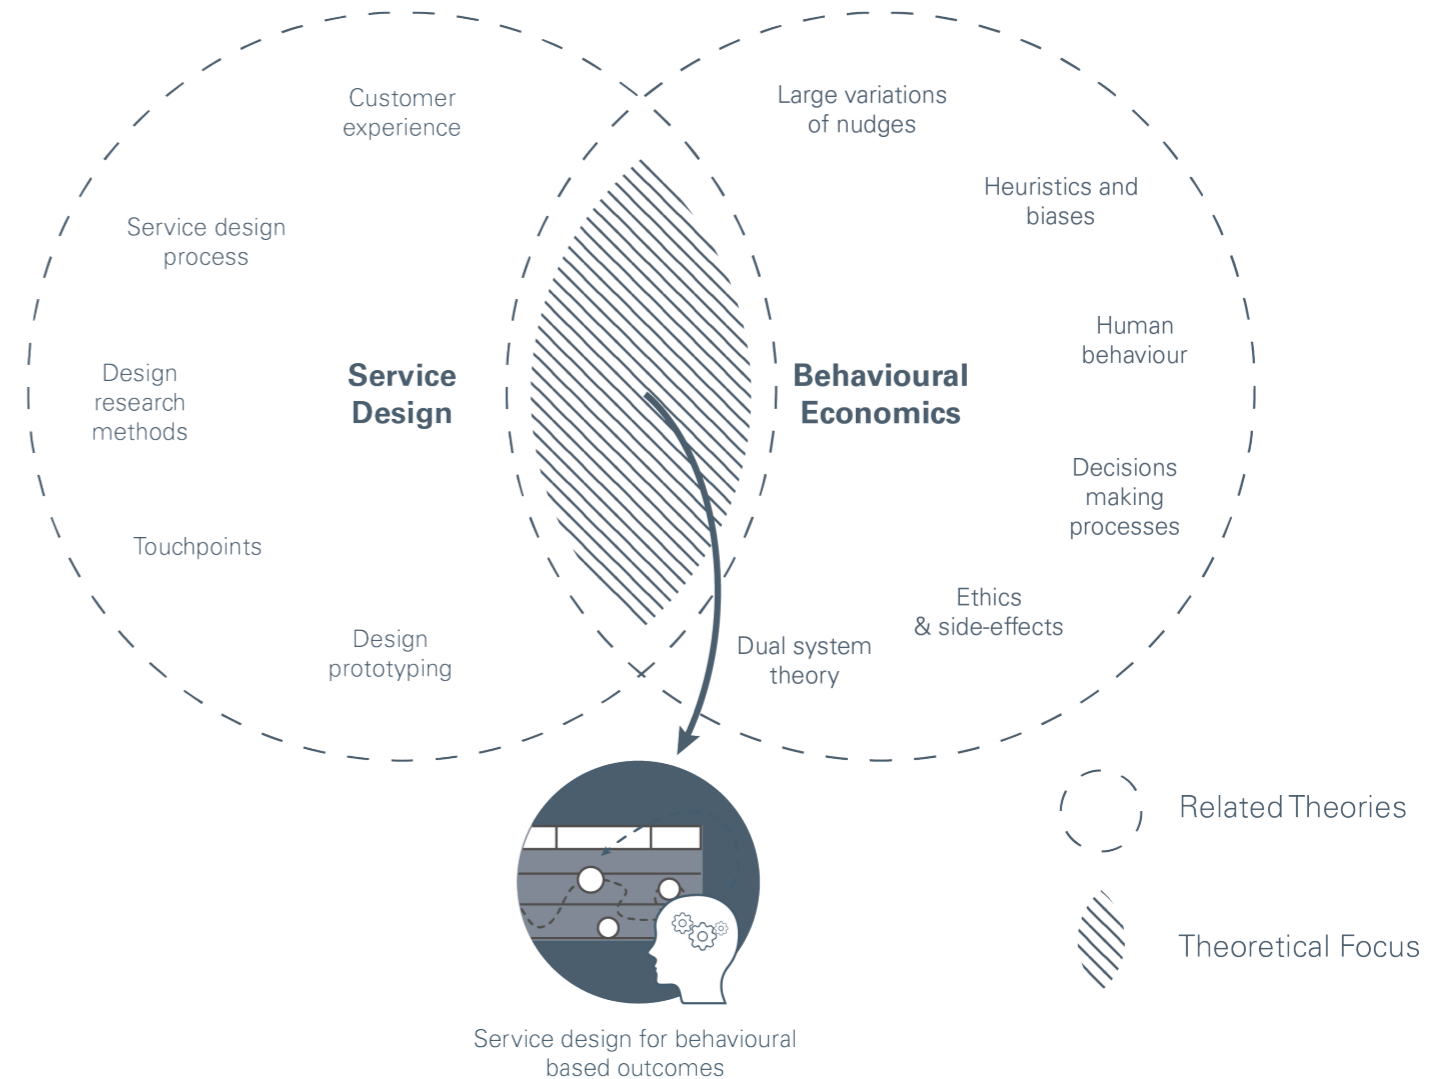 Customer
experience
Service design
process
Design
research
methods
Touchpoints
Design
prototyping
Service
Design
Behavioural
Economics
Large variations
of nudges
Heuristics and
biases
Human
behaviour
Decisions
making
processes
Ethics
& side-effects
Dual system
theory
Related Theories
Theoretical Focus
Service design for behavioural
based outcomes